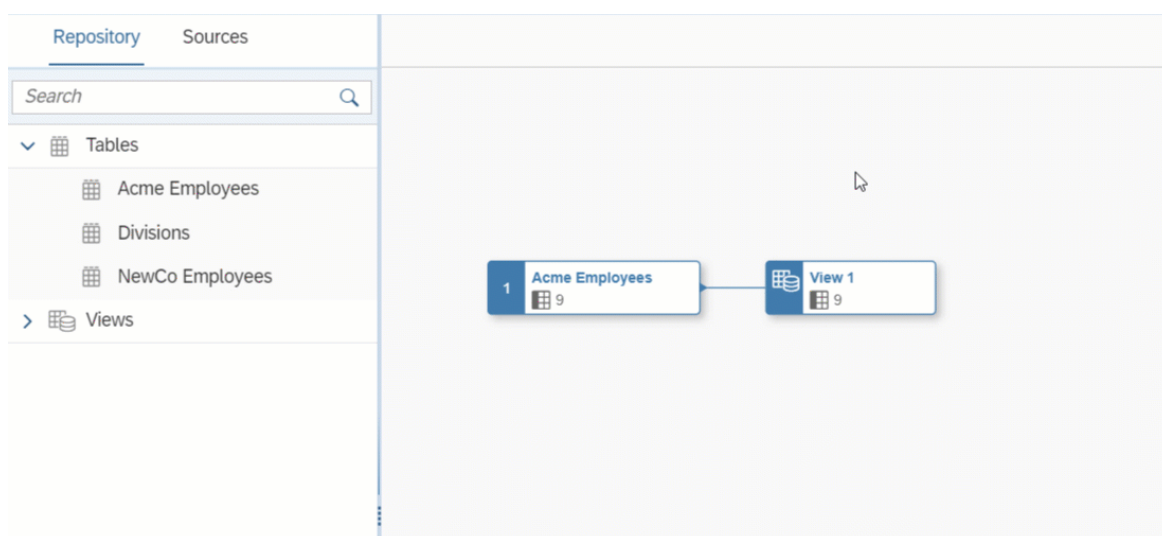 Repository Sources
Search
Tables
Acme Employees
Divisions
NewCo Employees
Views
1 Acme Employees
9
View 1
9